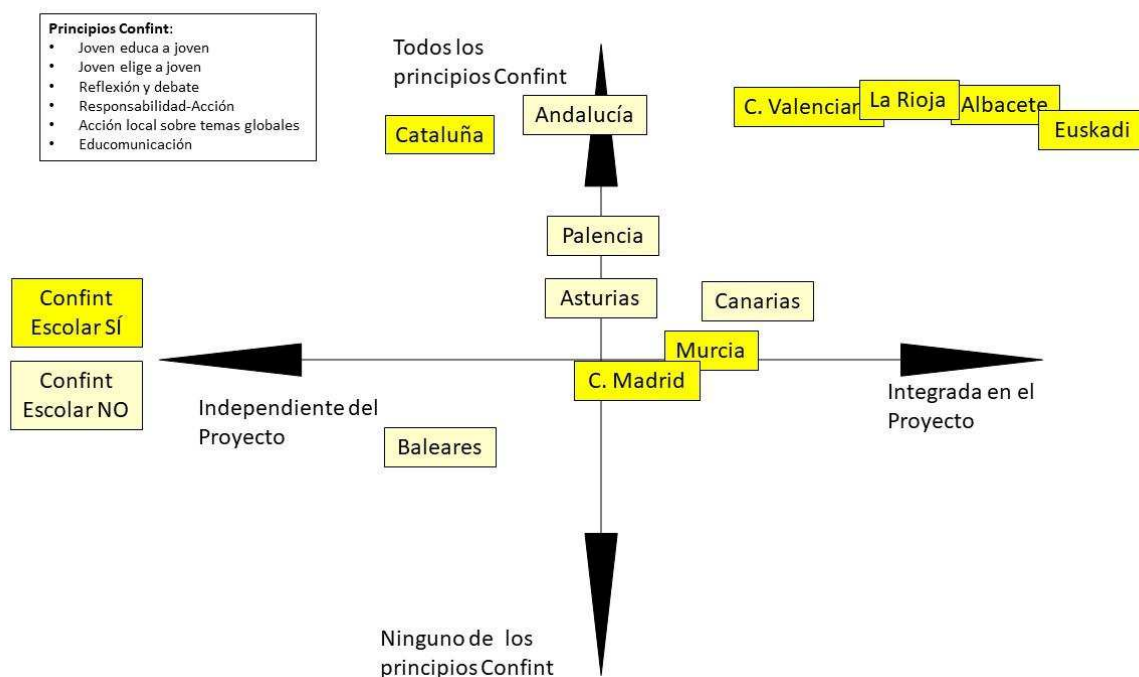 Principios Confint:
• Joven educa a joven
• Joven elige a joven
• Reflexión y debate
• Responsabilidad-Acción
• Acción local sobre temas globales
• Educomunicación
Todos los
principios Confint
Andalucía
Cataluña
C. Valencian
La Rioja
Albacete
Euskadi
Palencia
Asturias
Canarias
Confint
Escolar SÍ
Murcia
C. Madrid
Confint
Escolar NO
Independiente del
Proyecto
Integrada en el
Proyecto
Baleares
Ninguno de los
principios Confint